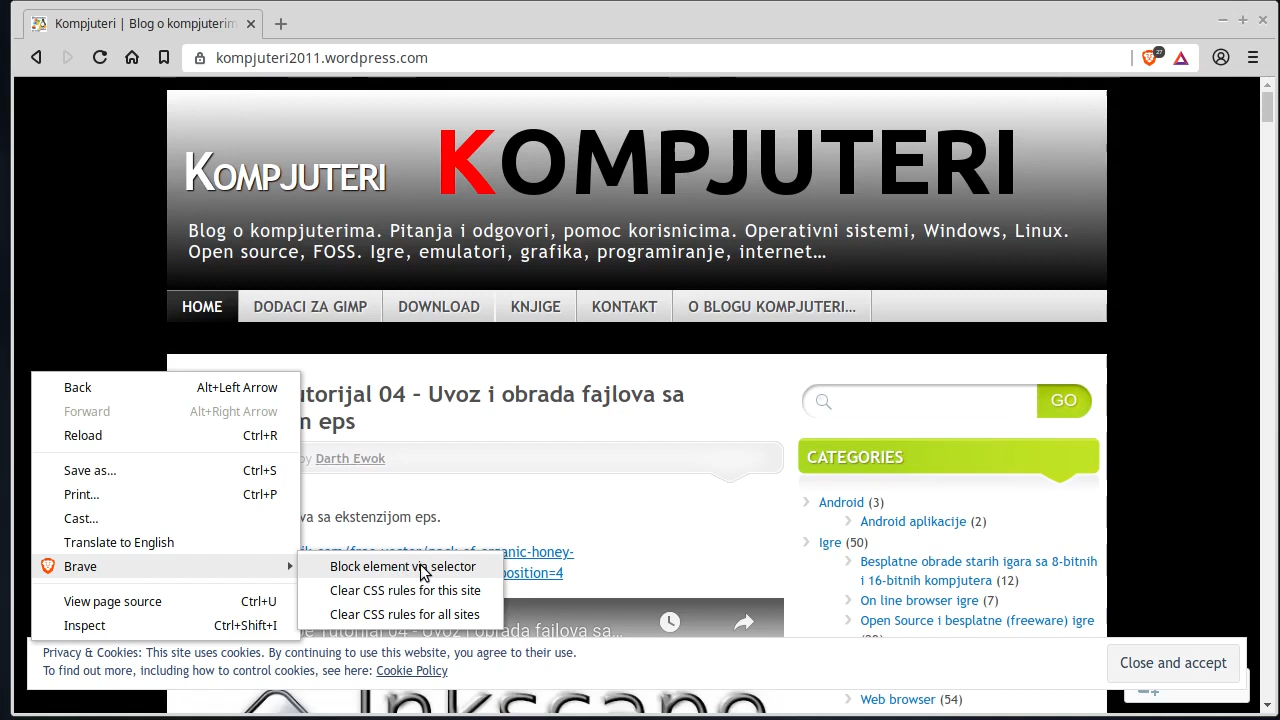 Kompjuteri | Blog o kompjuterim
kompjuteri2011.wordpress.com
27
KOMPJUTERI
KOMPJUTERI
Blog o kompjuterima. Pitanja i odgovori, pomoc korisnicima. Operativni sistemi, Windows, Linux.
Open source, FOSS. Igre, emulatori, grafika, programiranje, internet…
HOME DODACI ZA GIMP DOWNLOAD KNJIGE KONTAKT O BLOGU KOMPJUTERI…
Back Alt+Left Arrow
Forward Alt+Right Arrow
Reload Ctrl+R
Save as... Ctrl+S
Print... Ctrl+P
Cast...
Translate to English
Brave
View page source Ctrl+U
Inspect Ctrl+Shift+I
Block element via selector
Clear CSS rules for this site
Clear CSS rules for all sites
utorijal 04 – Uvoz i obrada fajlova sa
m eps
by Darth Ewok
va sa ekstenzijom eps.
ik.com/free-vector/pack-of-organic-honey-
position=4
e Tutorijal 04 - Uvoz i obrada fajlova sa...
Inkscape
GO
CATEGORIES
Android (3)
Android aplikacije (2)
Igre (50)
Besplatne obrade starih igara sa 8-bitnih
i 16-bitnih kompjutera (12)
On line browser igre (7)
Open Source i besplatne (freeware) igre
Web browser (54)
Privacy & Cookies: This site uses cookies. By continuing to use this website, you agree to their use.
To find out more, including how to control cookies, see here: Cookie Policy
Close and accept